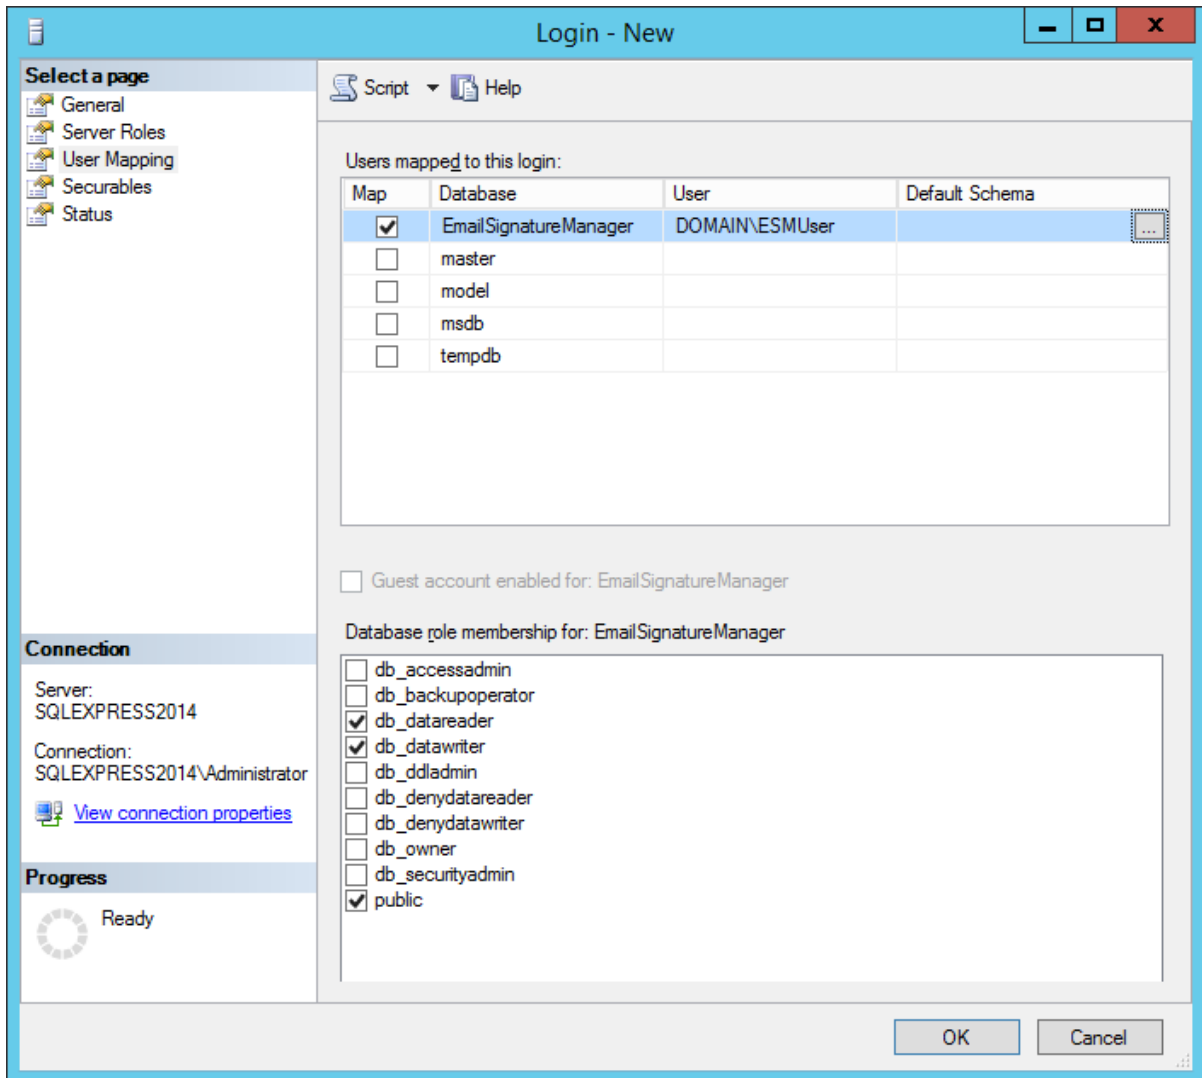 Login - New
Select a page
General
Server Roles
User Mapping
Securables
Status
Script Help
Users mapped to this login:
Map Database User Default Schema
EmailSignatureManager DOMAIN\ESMUser ...
master
model
msdb
tempdb
Guest account enabled for: EmailSignatureManager
Database role membership for: EmailSignatureManager
db_accessadmin
db_backupoperator
db_datareader
db_datawriter
db_ddladmin
db_denydatareader
db_denydatawriter
db_owner
db_securityadmin
public
Connection
Server:
SQLEXPRESS2014
Connection:
SQLEXPRESS2014\Administrator
View connection properties
Progress
Ready
OK Cancel